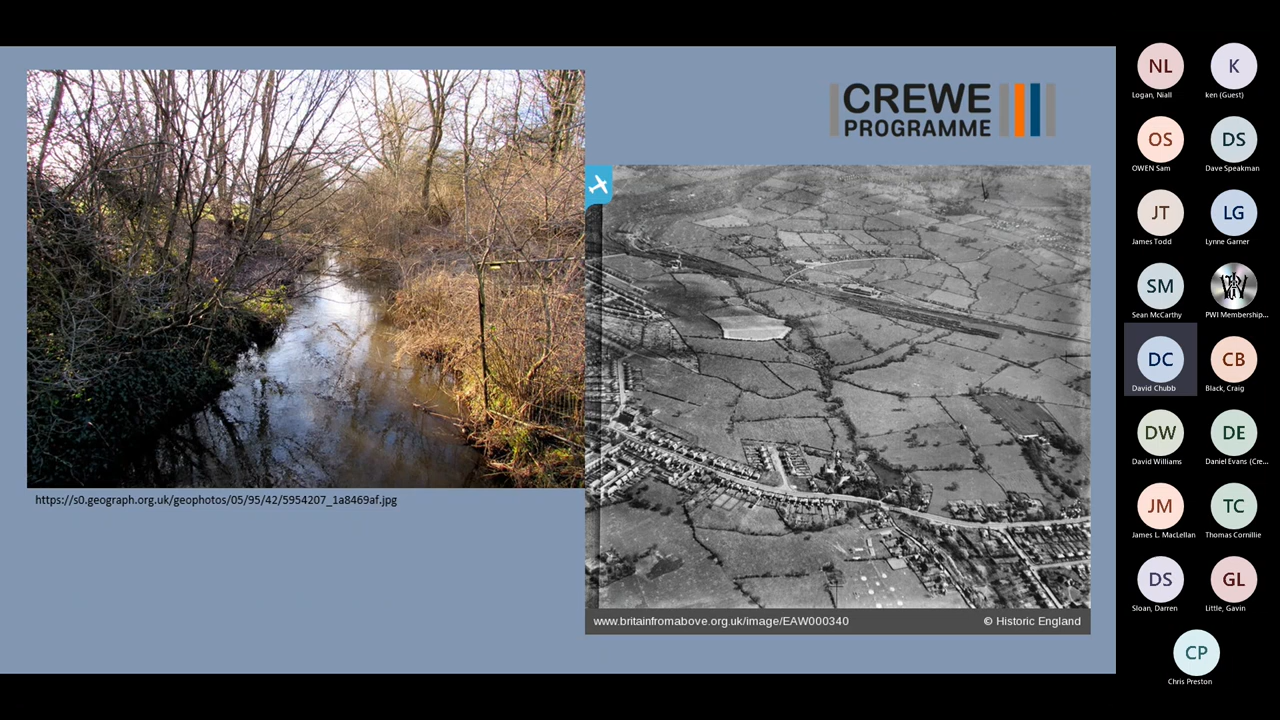 CREWE
PROGRAMME
https://s0.geograph.org.uk/geophotos/05/95/42/5954207_1a8469af.jpg
www.britainfromabove.org.uk/image/EAW000340
© Historic England
NL
Logan, Niall
K
ken (Guest)
OS
OWEN Sam
DS
Dave Speakman
JT
James Todd
LG
Lynne Garner
SM
Sean McCarthy
PWI Membership...
DC
David Chubb
CB
Black, Craig
DW
David Williams
DE
Daniel Evans (Cre...
JM
James L. MacLellan
TC
Thomas Cornillie
DS
Sloan, Darren
GL
Little, Gavin
CP
Chris Preston